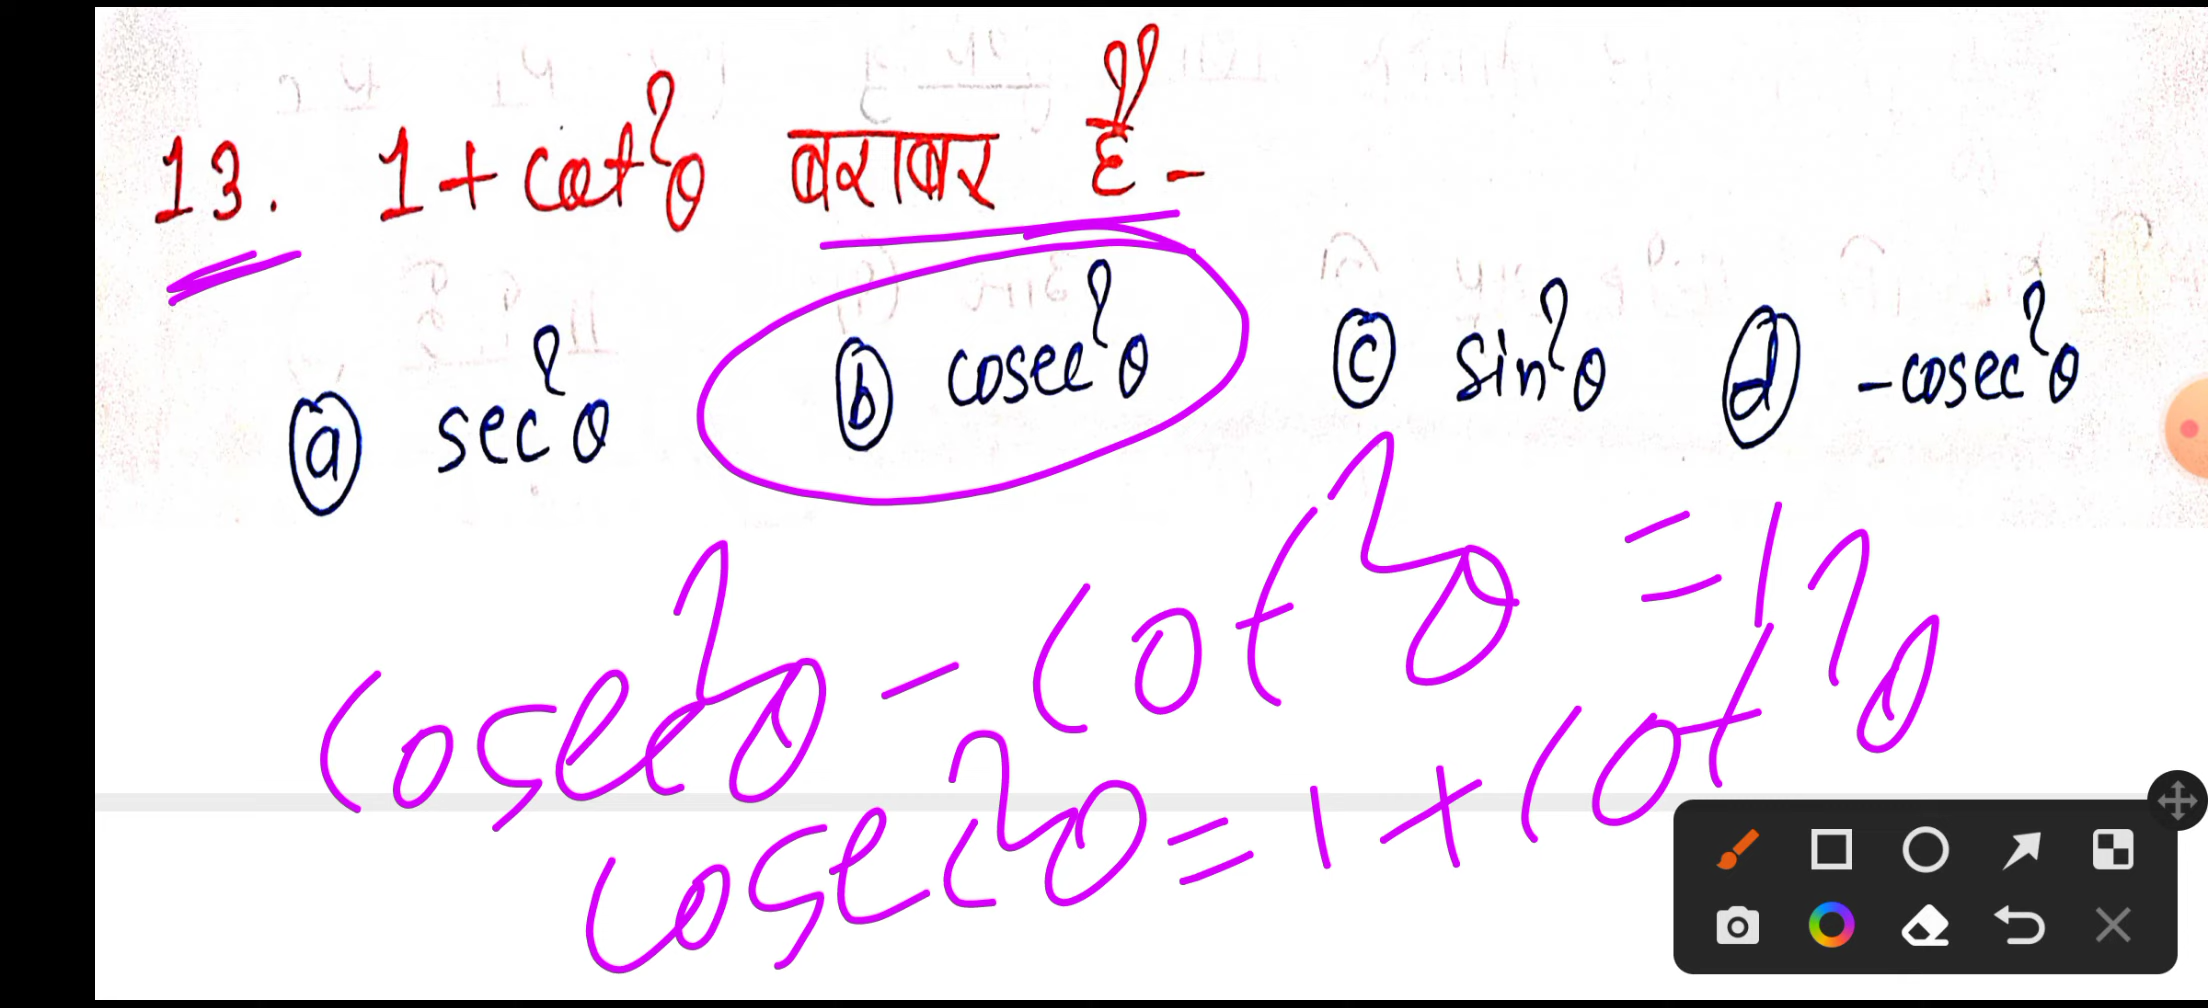 13. 1+cot²θ बराबर है -
ⓐ sec²θ ⓑ cosec²θ ⓒ sin²θ ⓓ -cosec²θ
cosec²θ - cot²θ = 1
cosec²θ = 1 + cot²θ